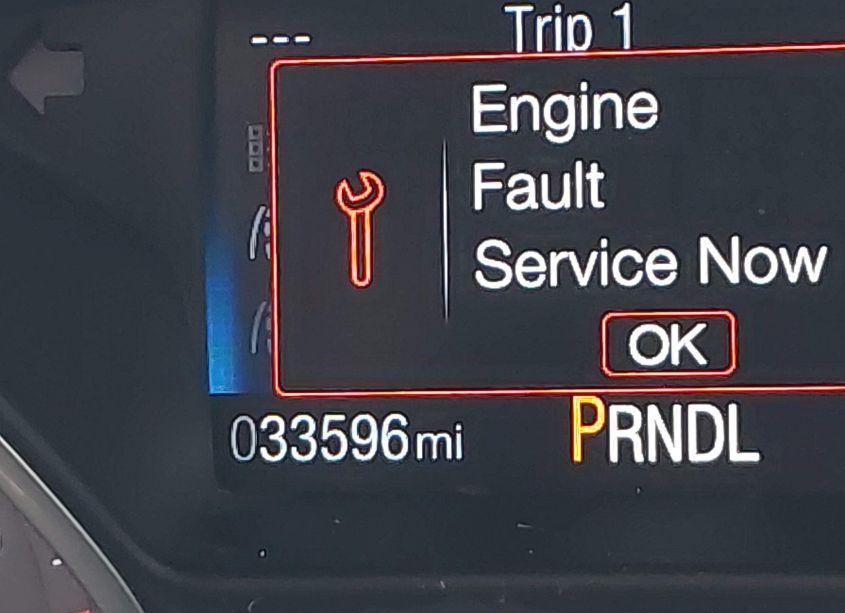 --- Trip 1
Engine
Fault
Service Now
OK
033596mi PRNDL